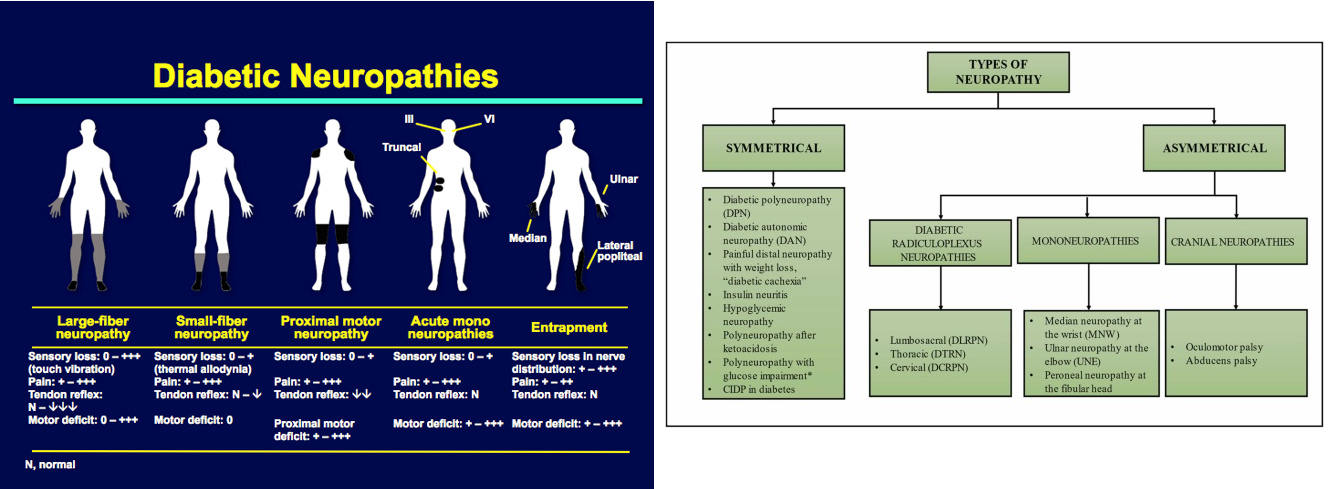 Diabetic Neuropathies
III
VI
Truncal
Ulnar
Median
Lateral
popliteal
Large-fiber
neuropathy
Sensory loss: 0 – +++
(touch vibration)
Pain: + – +++
Tendon reflex:
N – ↓↓↓
Motor deficit: 0 – +++
Small-fiber
neuropathy
Sensory loss: 0 – +
(thermal allodynia)
Pain: + – +++
Tendon reflex: N – ↓
Motor deficit: 0
Proximal motor
neuropathy
Sensory loss: 0 – +
Pain: + – +++
Tendon reflex: ↓↓
Proximal motor
deficit: + – +++
Acute mono
neuropathies
Sensory loss: 0 – +
Pain: + – +++
Tendon reflex: N
Motor deficit: + – +++
Entrapment
Sensory loss in nerve
distribution: + – +++
Pain: + – ++
Tendon reflex: N
Motor deficit: + – +++
N, normal
TYPES OF
NEUROPATHY
SYMMETRICAL
• Diabetic polyneuropathy
(DPN)
• Diabetic autonomic
neuropathy (DAN)
• Painful distal neuropathy
with weight loss,
“diabetic cachexia”
• Insulin neuritis
• Hypoglycemic
neuropathy
• Polyneuropathy after
ketoacidosis
• Polyneuropathy with
glucose impairment*
• CIDP in diabetes
ASYMMETRICAL
DIABETIC
RADICULOPLEXUS
NEUROPATHIES
• Lumbosacral (DLRPN)
• Thoracic (DTRN)
• Cervical (DCRPN)
MONONEUROPATHIES
• Median neuropathy at
the wrist (MNW)
• Ulnar neuropathy at the
elbow (UNE)
• Peroneal neuropathy at
the fibular head
CRANIAL NEUROPATHIES
• Oculomotor palsy
• Abducens palsy